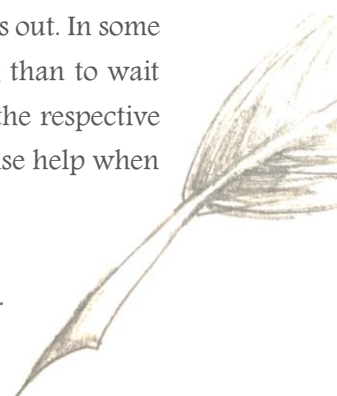 s out. In some
than to wait
the respective
se help when